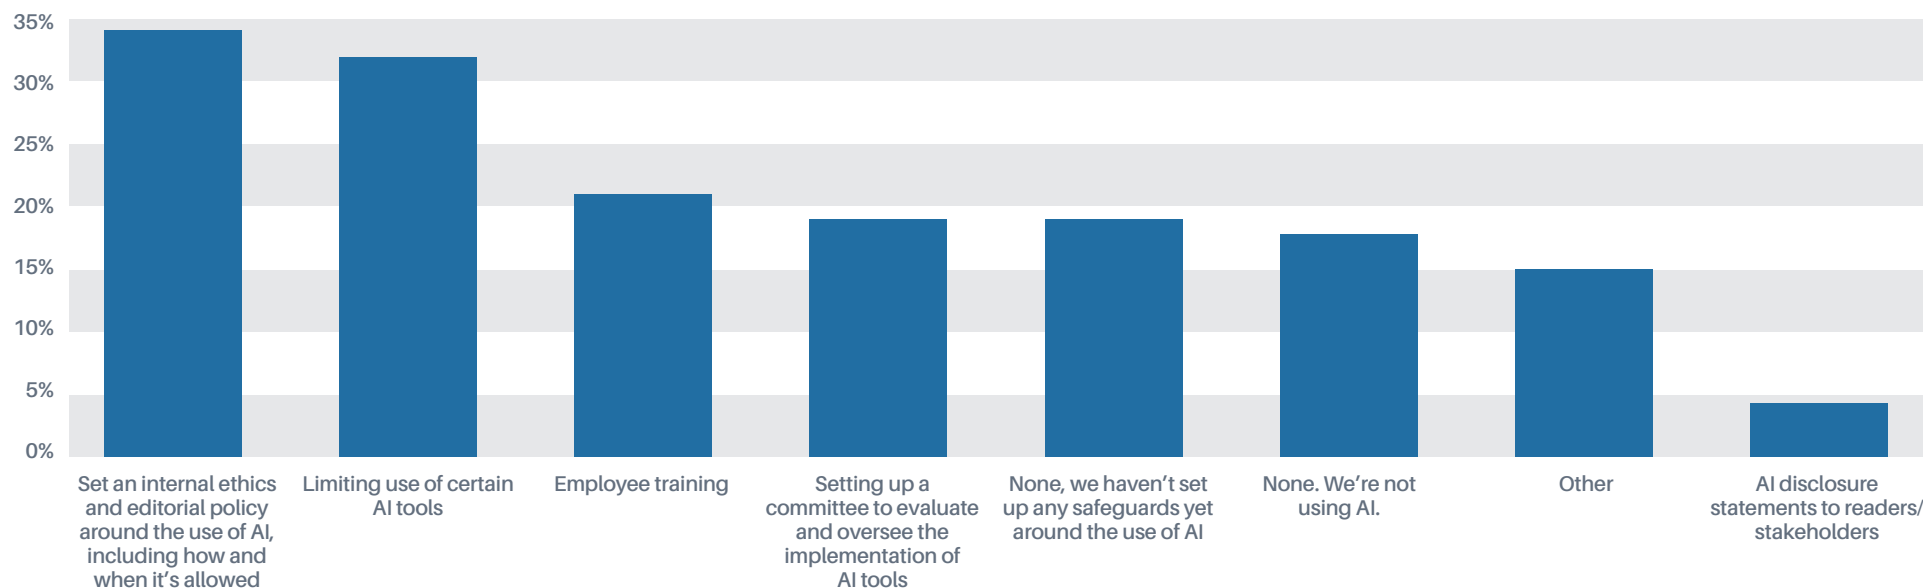 35%
30%
25%
20%
15%
10%
5%
0%
Set an internal ethics
and editorial policy
around the use of AI,
including how and
when it's allowed
Limiting use of certain
AI tools
Employee training
Setting up a
committee to evaluate
and oversee the
implementation of
AI tools
None, we haven't set
up any safeguards yet
around the use of AI
None. We're not
using AI.
Other
AI disclosure
statements to readers/
stakeholders